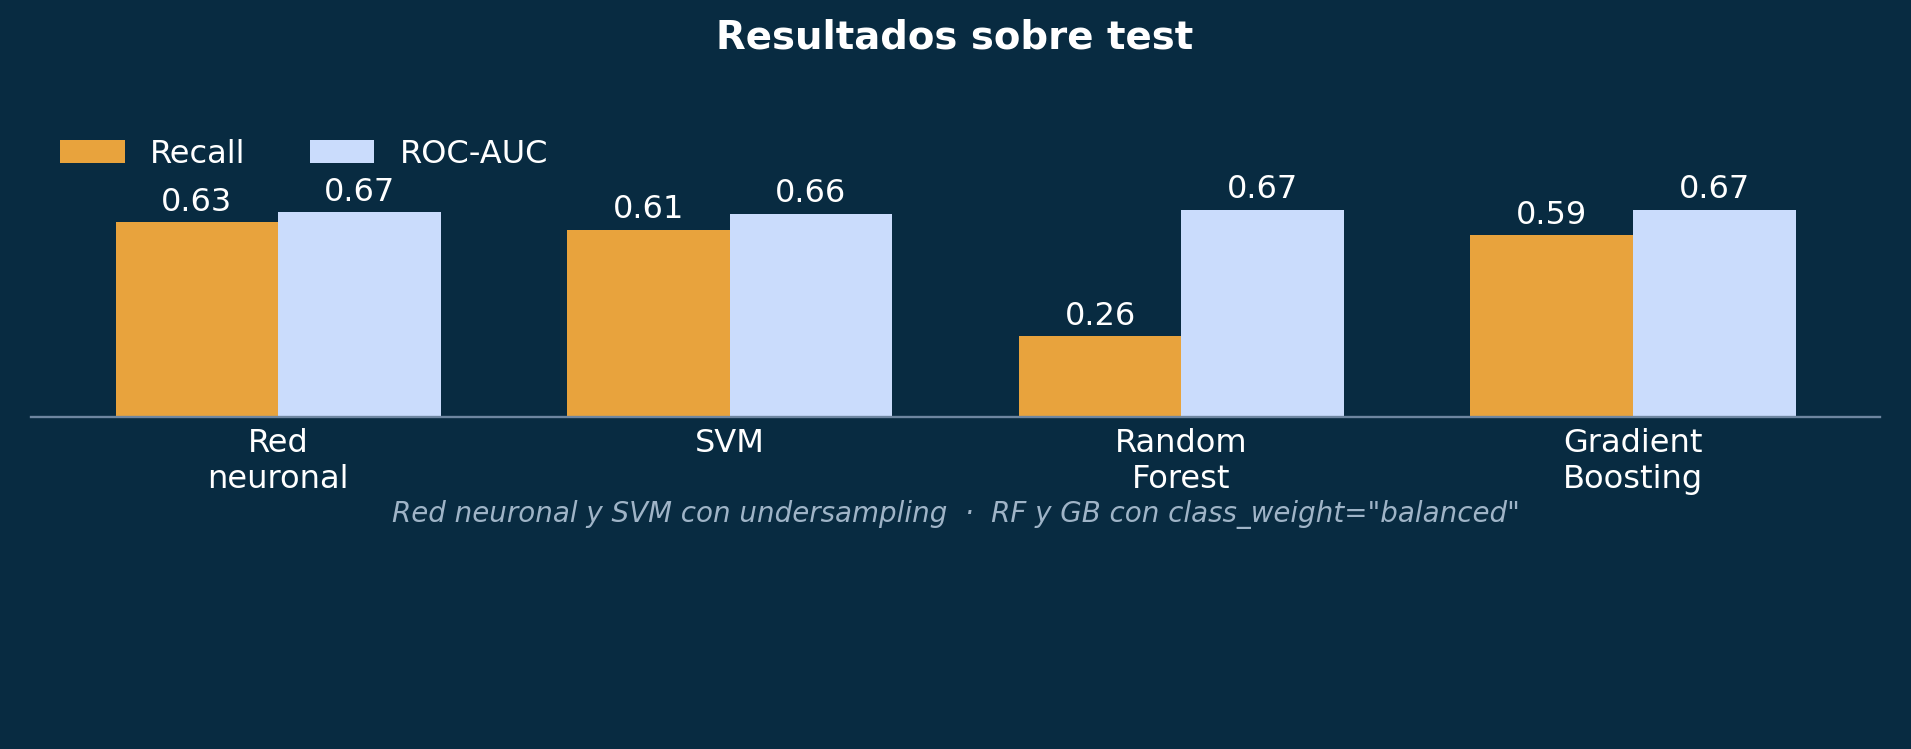 Resultados sobre test
Recall
ROC-AUC
0.63
0.67
0.61
0.66
0.26
0.67
0.59
0.67
Red
neuronal
SVM
Random
Forest
Gradient
Boosting
Red neuronal y SVM con undersampling · RF y GB con class_weight="balanced"